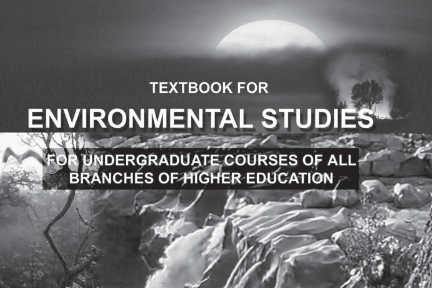 TEXTBOOK FOR
ENVIRONMENTAL STUDIES
FOR UNDERGRADUATE COURSES OF ALL
BRANCHES OF HIGHER EDUCATION